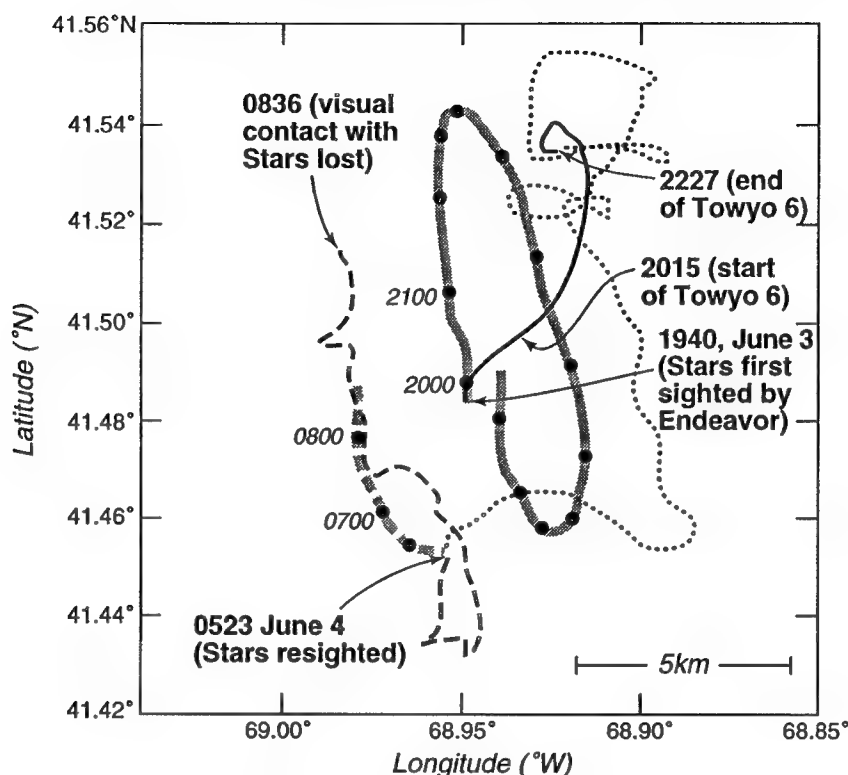 41.56°N
0836 (visual
contact with
Stars lost)
41.54°
2227 (end
of Towyo 6)
41.52°
2015 (start
of Towyo 6)
2100
41.50°
1940, June 3
(Stars first
sighted by
Endeavor)
2000
41.48°
0800
0700
41.46°
41.44°
0523 June 4
(Stars resighted)
5km
41.42°
69.00°
68.95°
68.90°
68.85°
Latitude (°N)
Longitude (°W)